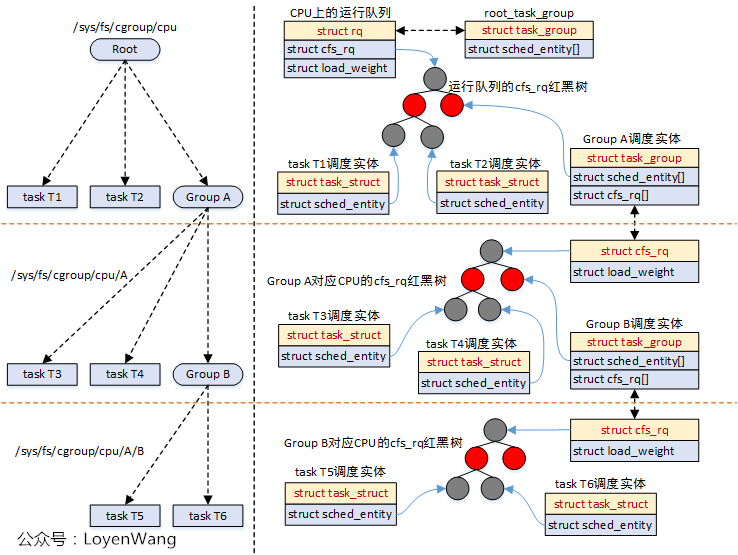 /sys/fs/cgroup/cpu
Root
task T1
task T2
Group A
/sys/fs/cgroup/cpu/A
task T3
task T4
Group B
/sys/fs/cgroup/cpu/A/B
task T5
task T6
公众号：LoyenWang
CPU上的运行队列
struct rq
struct cfs_rq
struct load_weight
root_task_group
struct task_group
struct sched_entity[]
运行队列的cfs_rq红黑树
task T1调度实体
struct task_struct
struct sched_entity
task T2调度实体
struct task_struct
struct sched_entity
Group A调度实体
struct task_group
struct sched_entity[]
struct cfs_rq[]
struct cfs_rq
struct load_weight
Group A对应CPU的cfs_rq红黑树
task T3调度实体
struct task_struct
struct sched_entity
task T4调度实体
struct task_struct
struct sched_entity
Group B调度实体
struct task_group
struct sched_entity[]
struct cfs_rq[]
struct cfs_rq
struct load_weight
Group B对应CPU的cfs_rq红黑树
task T5调度实体
struct task_struct
struct sched_entity
task T6调度实体
struct task_struct
struct sched_entity